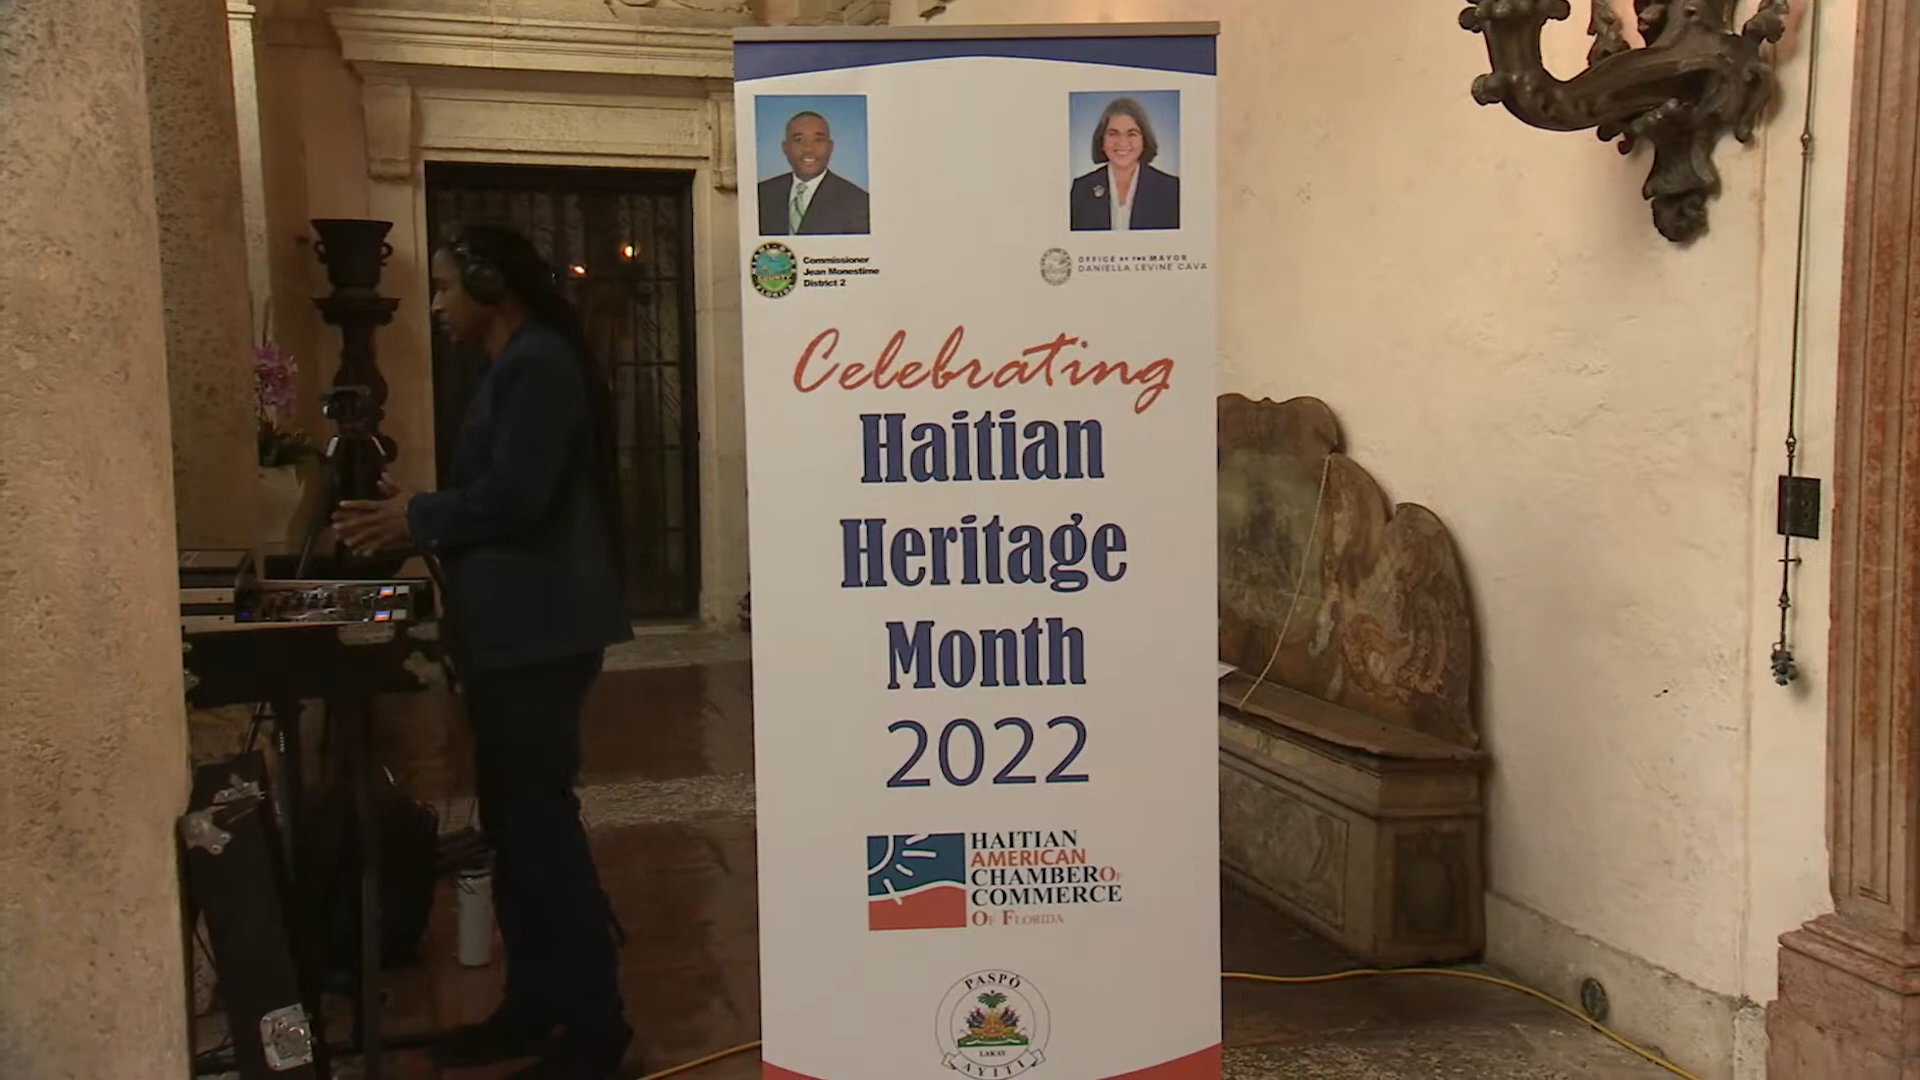 Commissioner
Jean Monestime
District 2
OFFICE OF THE MAYOR
DANIELLA LEVINE CAVA
Celebrating
Haitian
Heritage
Month
2022
HAITIAN
AMERICAN
CHAMBER OF
COMMERCE
OF FLORIDA
PASPÒ
LAKAY
AYITI